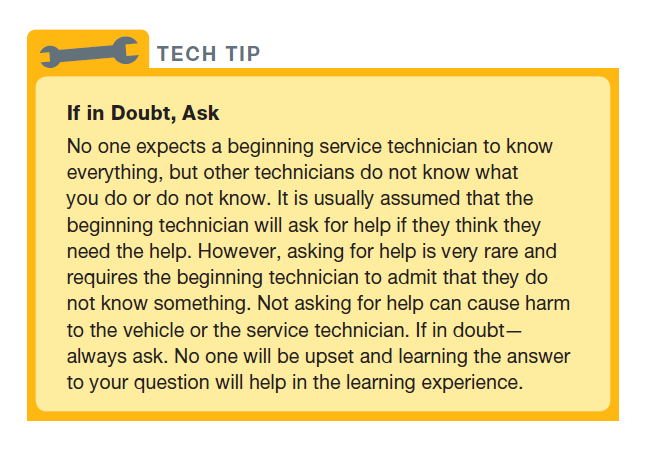 TECH TIP
If in Doubt, Ask
No one expects a beginning service technician to know
everything, but other technicians do not know what
you do or do not know. It is usually assumed that the
beginning technician will ask for help if they think they
need the help. However, asking for help is very rare and
requires the beginning technician to admit that they do
not know something. Not asking for help can cause harm
to the vehicle or the service technician. If in doubt—
always ask. No one will be upset and learning the answer
to your question will help in the learning experience.